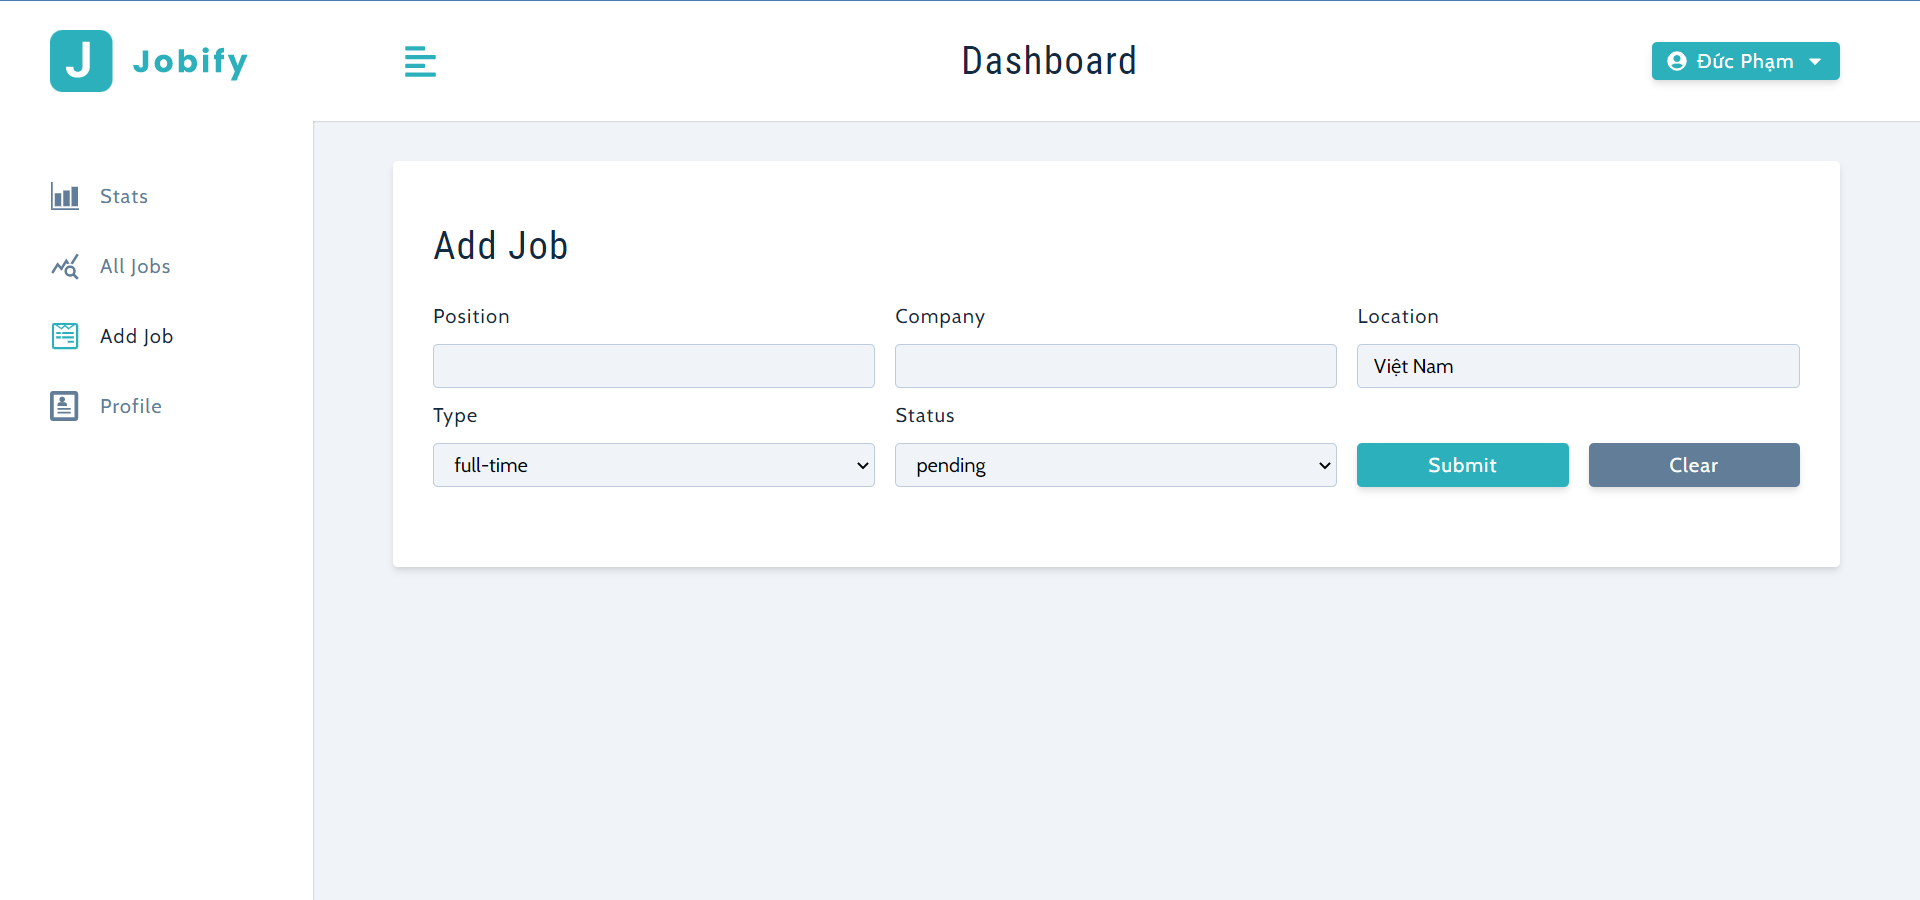 J Jobify
Dashboard
Đức Phạm
Stats
All Jobs
Add Job
Profile
Add Job
Position
Company
Location
Việt Nam
Type
Status
full-time
pending
Submit
Clear